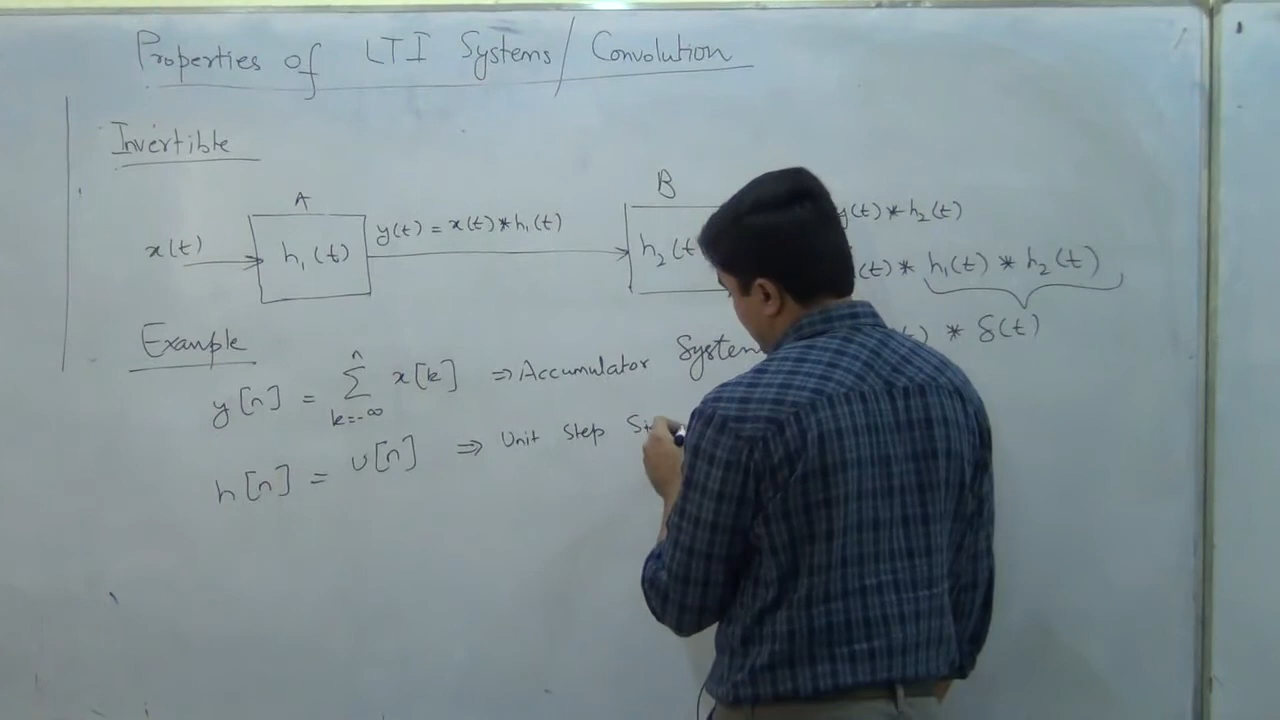 Properties of LTI Systems/Convolution
Invertible
A
B
x(t)
h₁(t)
y(t) = x(t)*h₁(t)
h₂(t
y(t)*h₂(t)
(t) * h₁(t) * h₂(t)
) * δ(t)
Example
y[n] = n∑k=-∞ x[k] ⇒ Accumulator System
h[n] = u[n] ⇒ Unit Step